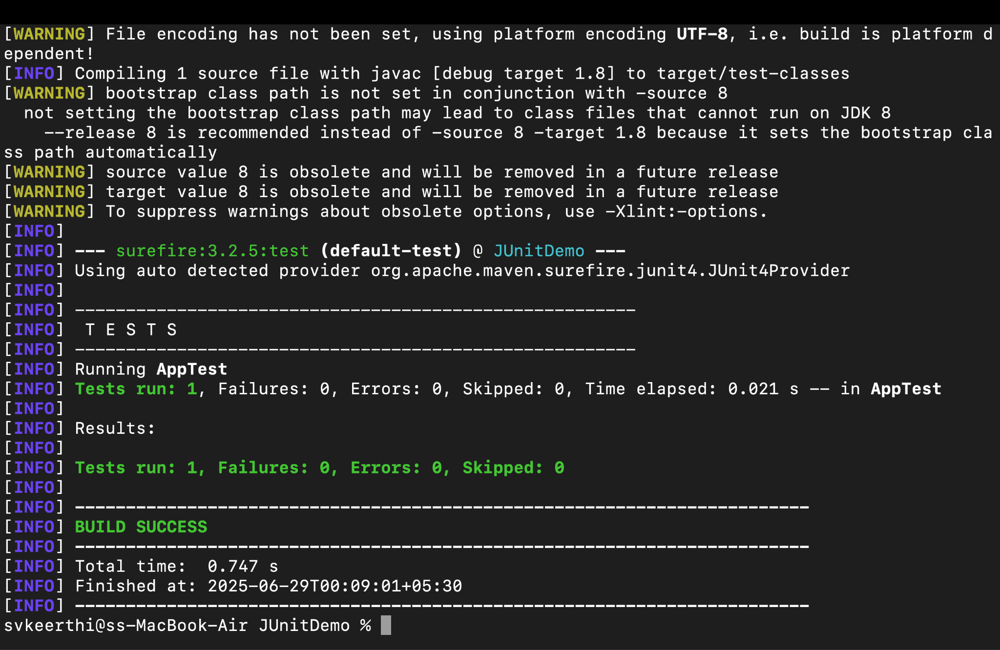 [WARNING] File encoding has not been set, using platform encoding UTF-8, i.e. build is platform d
ependent!
[INFO] Compiling 1 source file with javac [debug target 1.8] to target/test-classes
[WARNING] bootstrap class path is not set in conjunction with -source 8
  not setting the bootstrap class path may lead to class files that cannot run on JDK 8
    --release 8 is recommended instead of -source 8 -target 1.8 because it sets the bootstrap cla
ss path automatically
[WARNING] source value 8 is obsolete and will be removed in a future release
[WARNING] target value 8 is obsolete and will be removed in a future release
[WARNING] To suppress warnings about obsolete options, use -Xlint:-options.
[INFO]
[INFO] --- surefire:3.2.5:test (default-test) @ JUnitDemo ---
[INFO] Using auto detected provider org.apache.maven.surefire.junit4.JUnit4Provider
[INFO]
[INFO] -------------------------------------------------------
[INFO]  T E S T S
[INFO] -------------------------------------------------------
[INFO] Running AppTest
[INFO] Tests run: 1, Failures: 0, Errors: 0, Skipped: 0, Time elapsed: 0.021 s -- in AppTest
[INFO]
[INFO] Results:
[INFO]
[INFO] Tests run: 1, Failures: 0, Errors: 0, Skipped: 0
[INFO]
[INFO] ------------------------------------------------------------------------
[INFO] BUILD SUCCESS
[INFO] ------------------------------------------------------------------------
[INFO] Total time:  0.747 s
[INFO] Finished at: 2025-06-29T00:09:01+05:30
[INFO] ------------------------------------------------------------------------
svkeerthi@ss-MacBook-Air JUnitDemo %